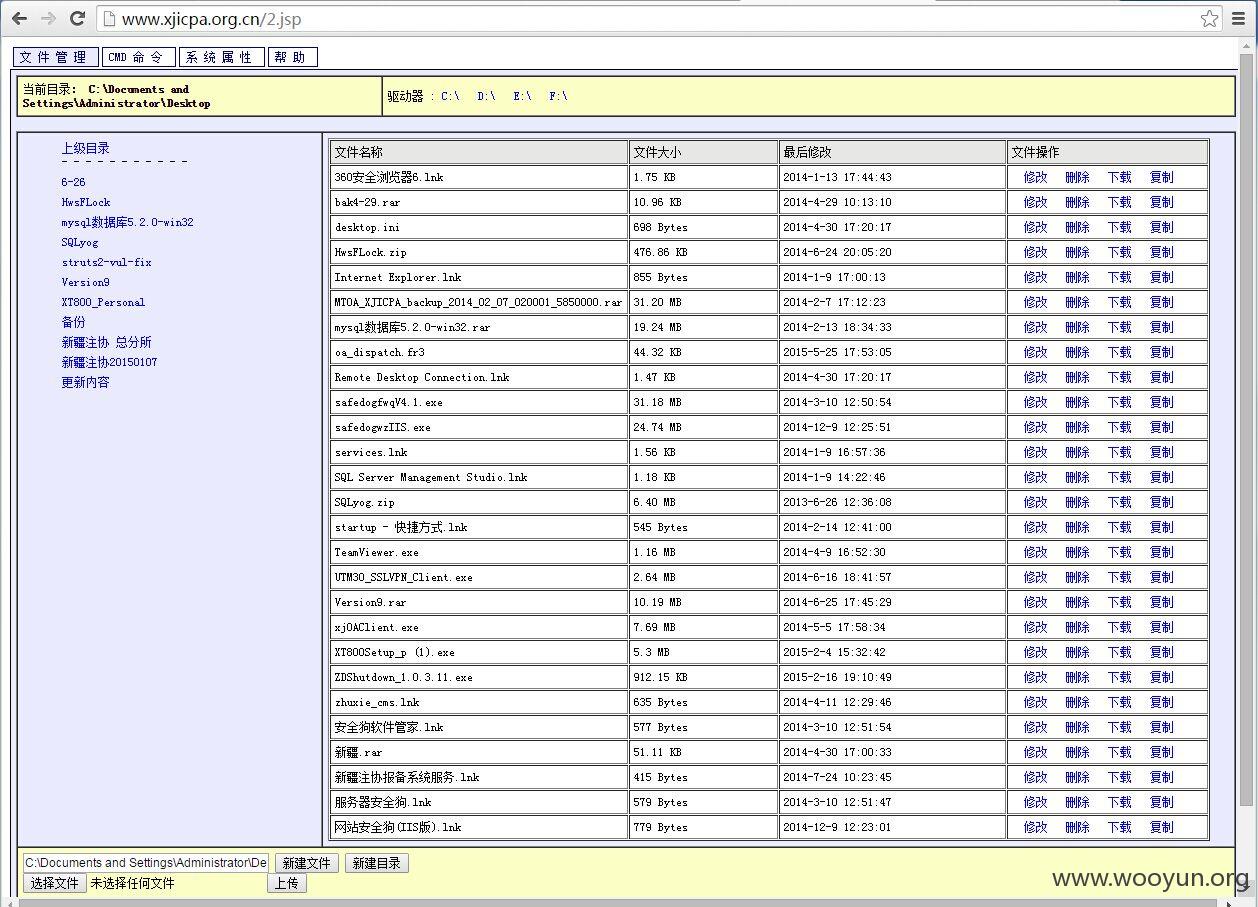 www.xjicpa.org.cn/2.jsp
文件管理 CMD 命令 系统属性 帮助
当前目录： C:\Documents and
Settings\Administrator\Desktop
驱动器 : C:\ D:\ E:\ F:\
上级目录
- - - - - - - - - - -
6-26
HwsFLock
mysql数据库5.2.0-win32
SQLyog
struts2-vul-fix
Version9
XT800_Personal
备份
新疆注协 总分所
新疆注协20150107
更新内容
文件名称 文件大小 最后修改 文件操作
360安全浏览器6.lnk 1.75 KB 2014-1-13 17:44:43 修改 删除 下载 复制
bak4-29.rar 10.96 KB 2014-4-29 10:13:10 修改 删除 下载 复制
desktop.ini 698 Bytes 2014-4-30 17:20:17 修改 删除 下载 复制
HwsFLock.zip 476.86 KB 2014-6-24 20:05:20 修改 删除 下载 复制
Internet Explorer.lnk 855 Bytes 2014-1-9 17:00:13 修改 删除 下载 复制
MTOA_XJICPA_backup_2014_02_07_020001_5850000.rar 31.20 MB 2014-2-7 17:12:23 修改 删除 下载 复制
mysql数据库5.2.0-win32.rar 19.24 MB 2014-2-13 18:34:33 修改 删除 下载 复制
oa_dispatch.fr3 44.32 KB 2015-5-25 17:53:05 修改 删除 下载 复制
Remote Desktop Connection.lnk 1.47 KB 2014-4-30 17:20:17 修改 删除 下载 复制
safedogfwqV4.1.exe 31.18 MB 2014-3-10 12:50:54 修改 删除 下载 复制
safedogwzIIS.exe 24.74 MB 2014-12-9 12:25:51 修改 删除 下载 复制
services.lnk 1.56 KB 2014-1-9 16:57:36 修改 删除 下载 复制
SQL Server Management Studio.lnk 1.18 KB 2014-1-9 14:22:46 修改 删除 下载 复制
SQLyog.zip 6.40 MB 2013-6-26 12:36:08 修改 删除 下载 复制
startup - 快捷方式.lnk 545 Bytes 2014-2-14 12:41:00 修改 删除 下载 复制
TeamViewer.exe 1.16 MB 2014-4-9 16:52:30 修改 删除 下载 复制
UTM30_SSLVPN_Client.exe 2.64 MB 2014-6-16 18:41:57 修改 删除 下载 复制
Version9.rar 10.19 MB 2014-6-25 17:45:29 修改 删除 下载 复制
xjOAClient.exe 7.69 MB 2014-5-5 17:58:34 修改 删除 下载 复制
XT800Setup_p (1).exe 5.3 MB 2015-2-4 15:32:42 修改 删除 下载 复制
ZDShutdown_1.0.3.11.exe 912.15 KB 2015-2-16 19:10:49 修改 删除 下载 复制
zhuxie_cms.lnk 635 Bytes 2014-4-11 12:29:46 修改 删除 下载 复制
安全狗软件管家.lnk 577 Bytes 2014-3-10 12:51:54 修改 删除 下载 复制
新疆.rar 51.11 KB 2014-4-30 17:00:33 修改 删除 下载 复制
新疆注协报备系统服务.lnk 415 Bytes 2014-7-24 10:23:45 修改 删除 下载 复制
服务器安全狗.lnk 579 Bytes 2014-3-10 12:51:47 修改 删除 下载 复制
网站安全狗(IIS版).lnk 779 Bytes 2014-12-9 12:23:01 修改 删除 下载 复制
C:\Documents and Settings\Administrator\De 新建文件 新建目录
选择文件 未选择任何文件 上传
www.wooyun.org